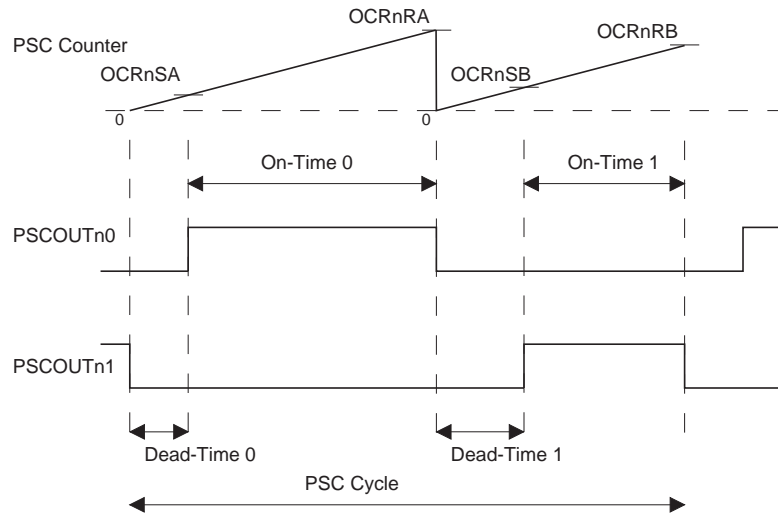 OCRnRA
OCRnRB
PSC Counter
OCRnSA
OCRnSB
0
0
On-Time 0
On-Time 1
PSCOUTn0
PSCOUTn1
Dead-Time 0
Dead-Time 1
PSC Cycle